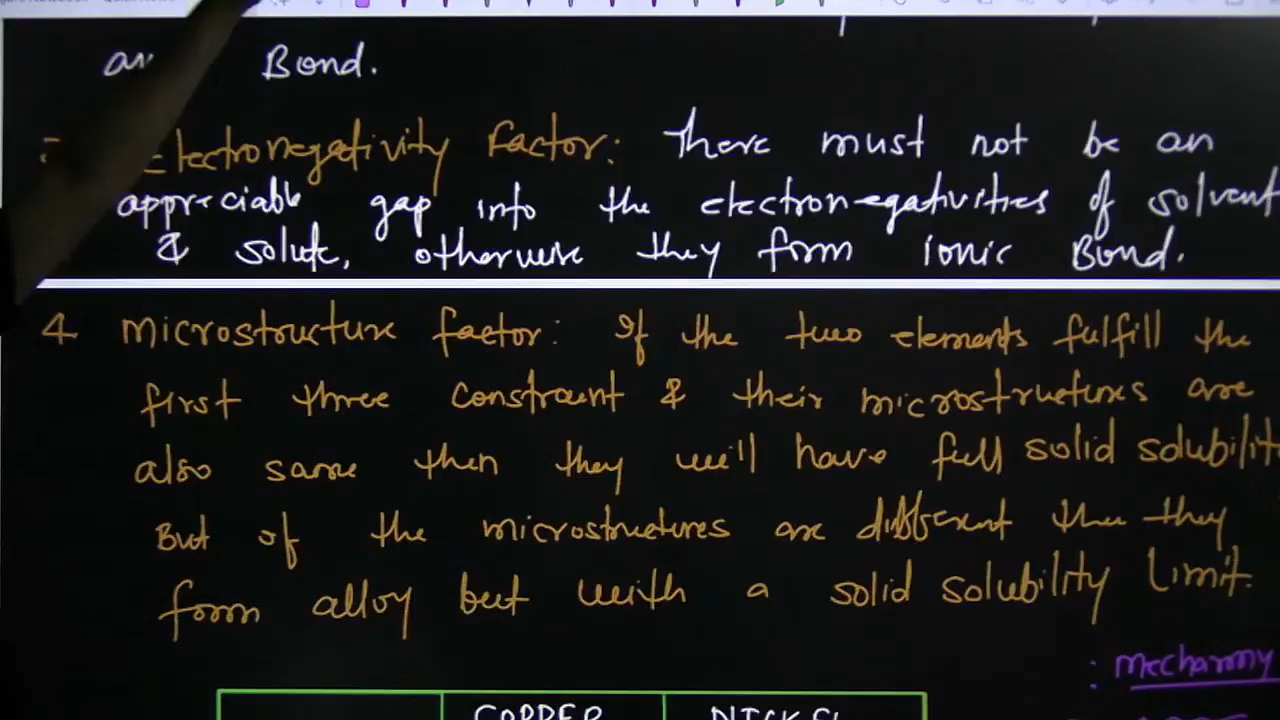 Bond.
Electronegativity Factor: There must not be an
appreciable gap into the electronegativities of solvent
& solute, otherwise they form ionic Bond.
4 Microstructure factor: If the two elements fulfill the
first three constraint & their microstructures are
also same then they will have full solid solubilit
But if the microstructures are different then they
form alloy but with a solid solubility limit.
: Mechanny
COPPER NICKEL